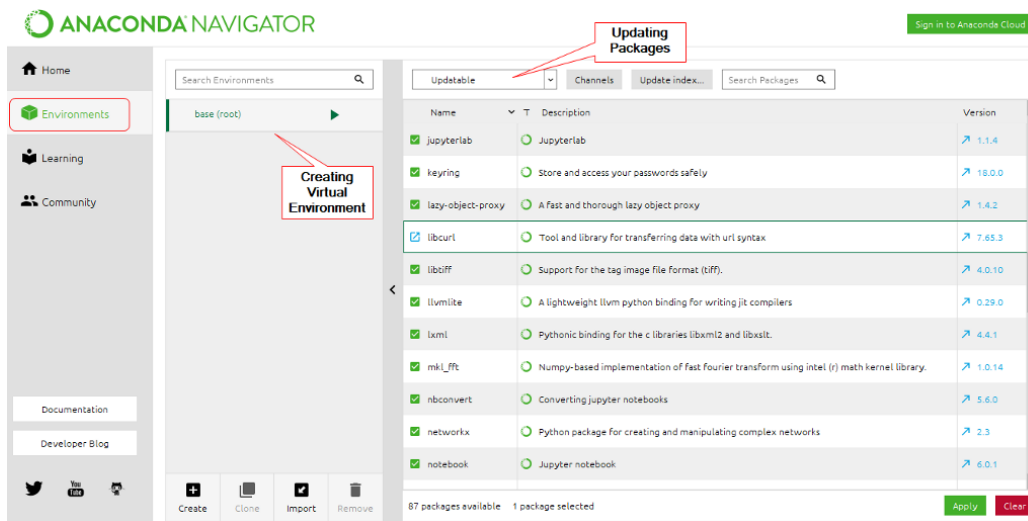 ANACONDA NAVIGATOR
Sign in to Anaconda Cloud
Updating
Packages
Home
Environments
Learning
Community
Documentation
Developer Blog
You
Tube
Search Environments
base (root)
Creating
Virtual
Environment
Create
Clone
Import
Remove
Updatable
Channels
Update index...
Search Packages
Name T Description Version
jupyterlab Jupyterlab 1.1.4
keyring Store and access your passwords safely 18.0.0
lazy-object-proxy A fast and thorough lazy object proxy 1.4.2
libcurl Tool and library for transferring data with url syntax 7.65.3
libtiff Support for the tag image file format (tiff). 4.0.10
llvmlite A lightweight llvm python binding for writing jit compilers 0.29.0
lxml Pythonic binding for the c libraries libxml2 and libxslt. 4.4.1
mkl_fft Numpy-based implementation of fast fourier transform using intel (r) math kernel library. 1.0.14
nbconvert Converting jupyter notebooks 5.6.0
networkx Python package for creating and manipulating complex networks 2.3
notebook Jupyter notebook 6.0.1
87 packages available 1 package selected
Apply
Clear